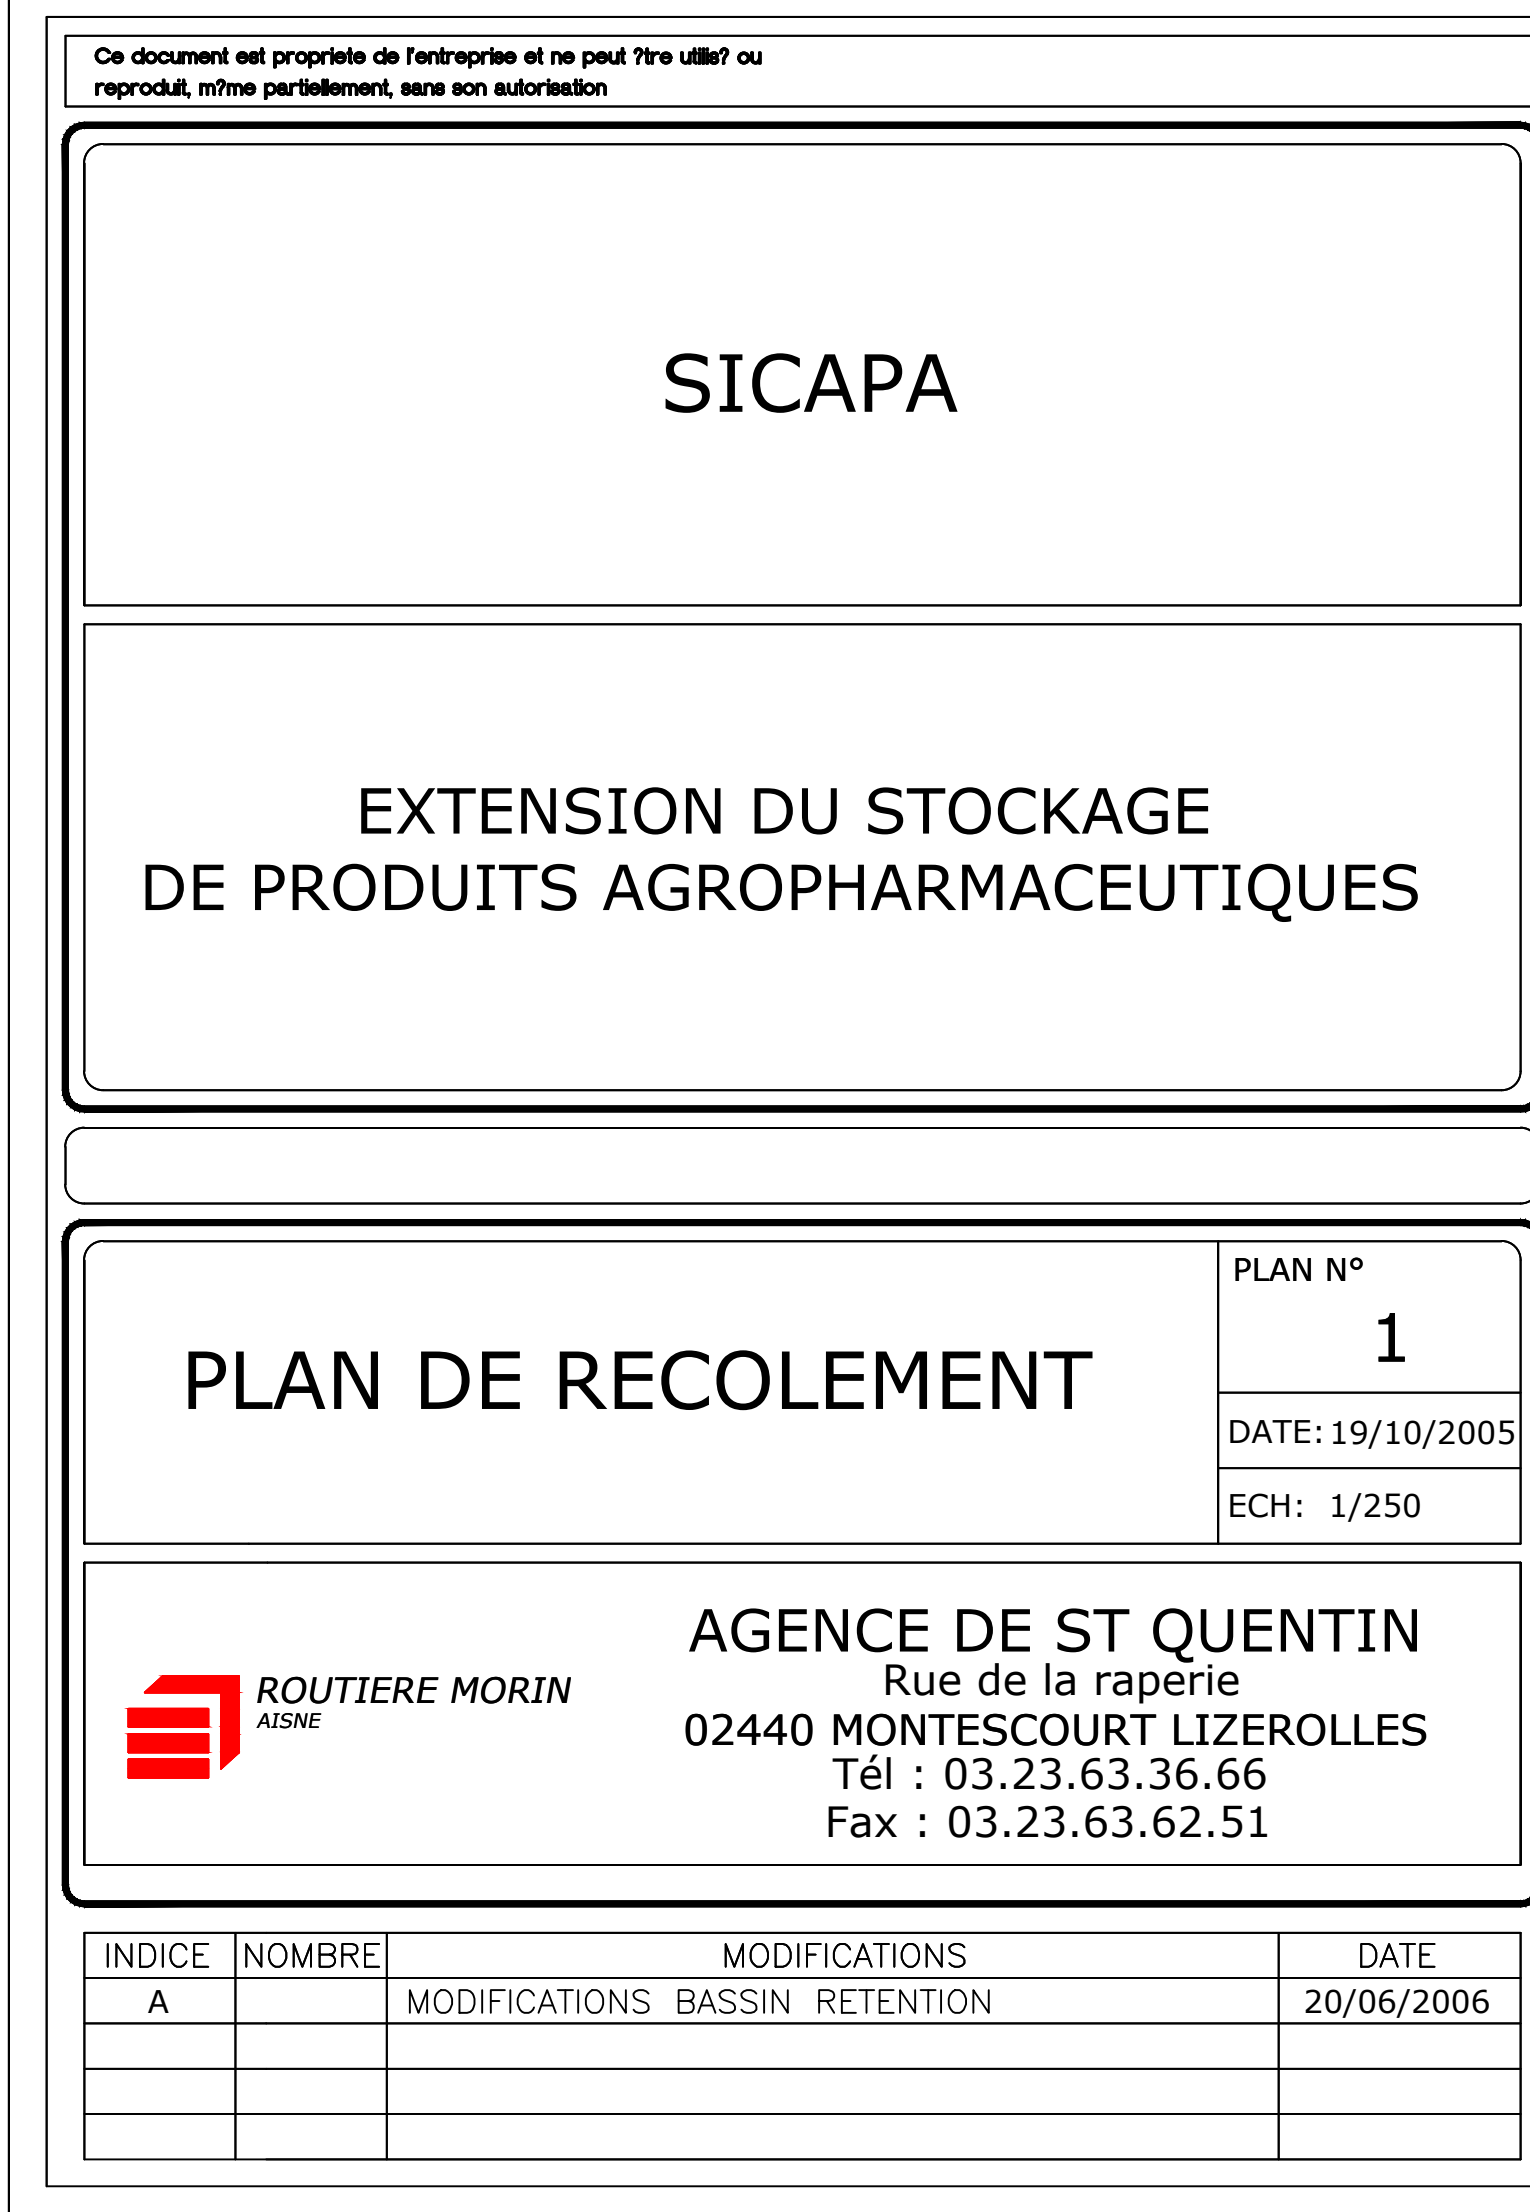 Ce document est propriete de l'entreprise et ne peut ?tre utilis? ou
reproduit, m?me partiellement, sans son autorisation
SICAPA
EXTENSION DU STOCKAGE
DE PRODUITS AGROPHARMACEUTIQUES
PLAN DE RECOLEMENT
PLAN N°
1
DATE: 19/10/2005
ECH: 1/250
ROUTIERE MORIN
AISNE
AGENCE DE ST QUENTIN
Rue de la raperie
02440 MONTESCOURT LIZEROLLES
Tél : 03.23.63.36.66
Fax : 03.23.63.62.51
INDICE NOMBRE MODIFICATIONS DATE
A MODIFICATIONS BASSIN RETENTION 20/06/2006